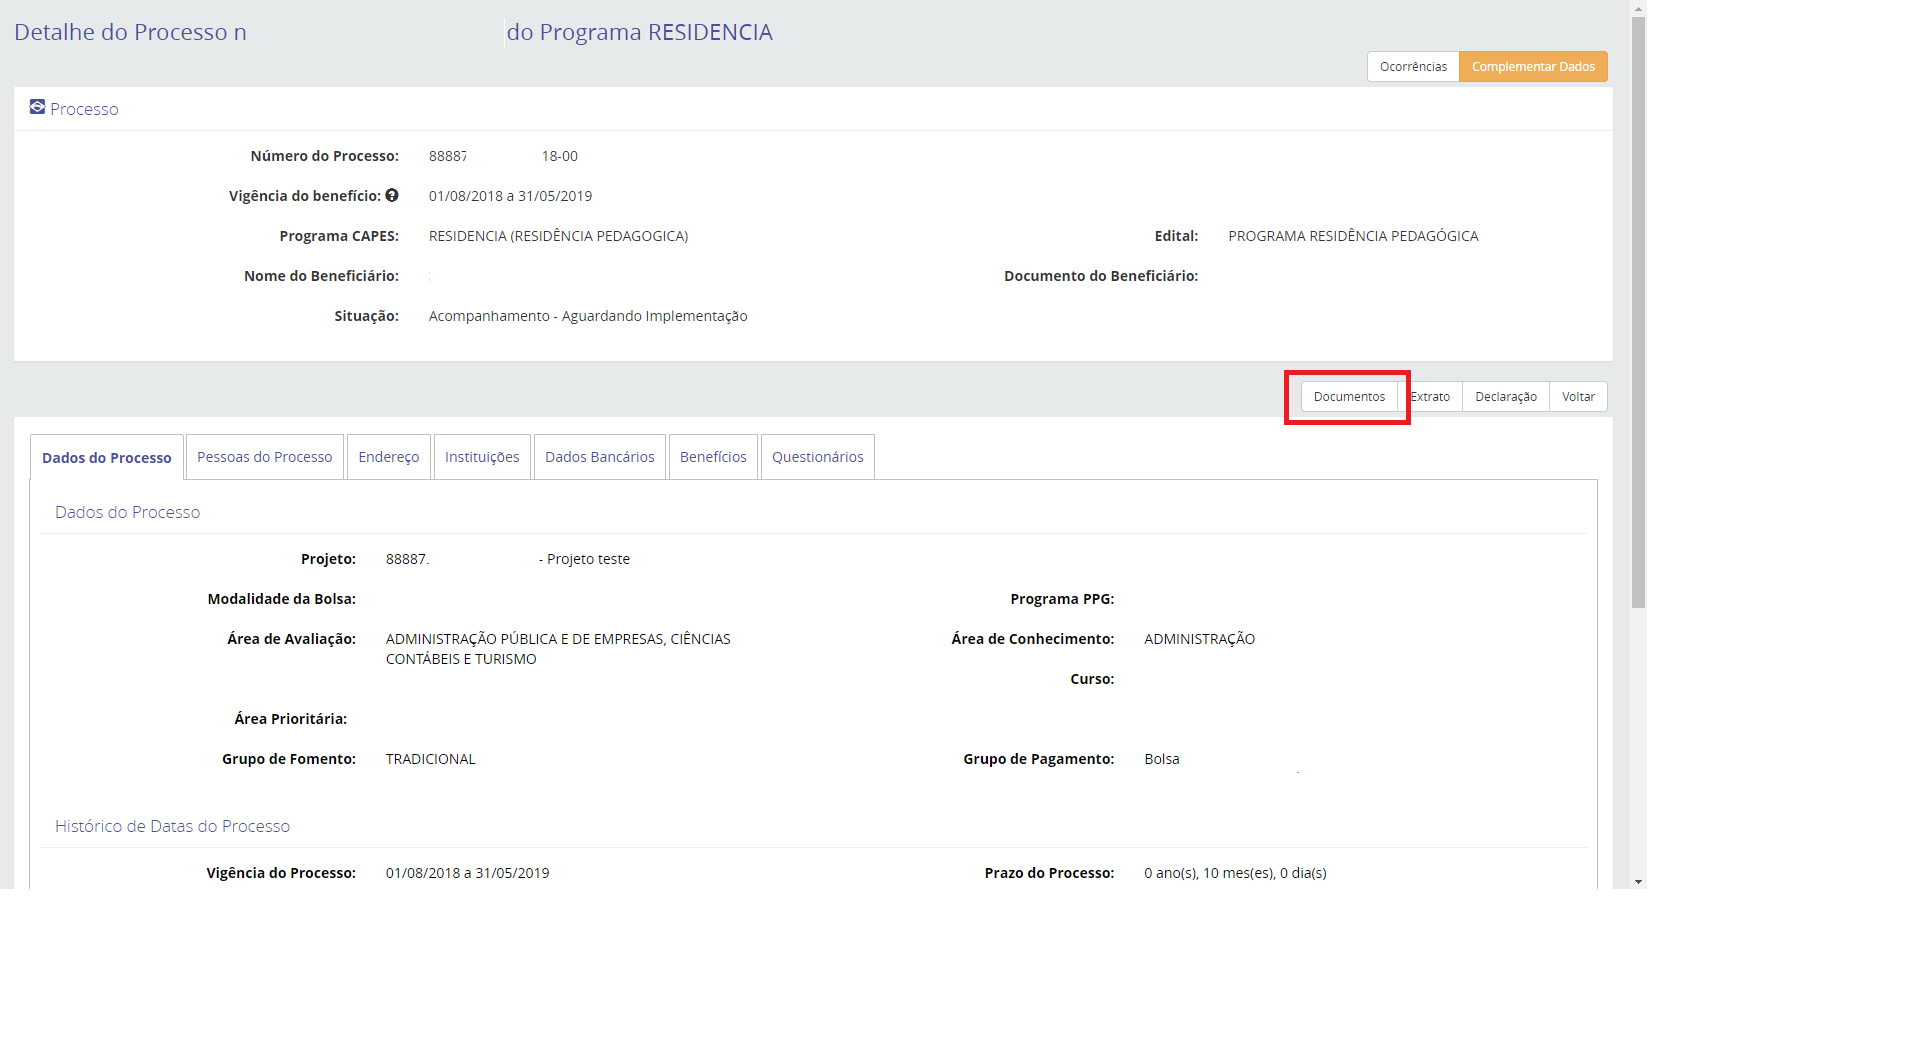 Detalhe do Processo n do Programa RESIDENCIA
Ocorrências Complementar Dados
Processo
Número do Processo: 88887 18-00
Vigência do benefício: 01/08/2018 a 31/05/2019
Programa CAPES: RESIDENCIA (RESIDÊNCIA PEDAGOGICA) Edital: PROGRAMA RESIDÊNCIA PEDAGÓGICA
Nome do Beneficiário: Documento do Beneficiário:
Situação: Acompanhamento - Aguardando Implementação
Documentos Extrato Declaração Voltar
Dados do Processo Pessoas do Processo Endereço Instituições Dados Bancários Benefícios Questionários
Dados do Processo
Projeto: 88887. - Projeto teste
Modalidade da Bolsa: Programa PPG:
Área de Avaliação: ADMINISTRAÇÃO PÚBLICA E DE EMPRESAS, CIÊNCIAS Área de Conhecimento: ADMINISTRAÇÃO
CONTÁBEIS E TURISMO
Curso:
Área Prioritária:
Grupo de Fomento: TRADICIONAL Grupo de Pagamento: Bolsa
Histórico de Datas do Processo
Vigência do Processo: 01/08/2018 a 31/05/2019 Prazo do Processo: 0 ano(s), 10 mes(es), 0 dia(s)